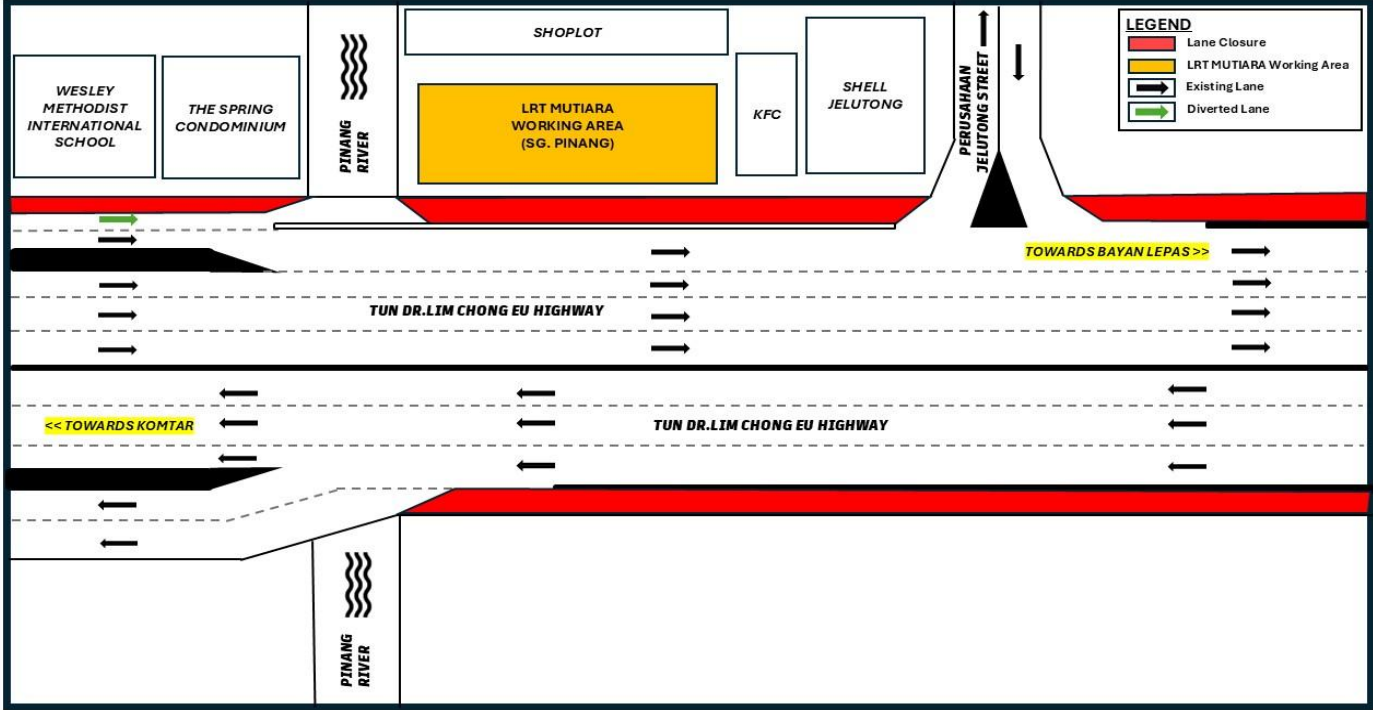 WESLEY
METHODIST
INTERNATIONAL
SCHOOL
THE SPRING
CONDOMINIUM
PINANG
RIVER
SHOPLOT
LRT MUTIARA
WORKING AREA
(SG. PINANG)
KFC
SHELL
JELUTONG
PERUSAHAAN
JELUTONG STREET
LEGEND
Lane Closure
LRT MUTIARA Working Area
Existing Lane
Diverted Lane
TOWARDS BAYAN LEPAS >>
TUN DR.LIM CHONG EU HIGHWAY
<< TOWARDS KOMTAR
TUN DR.LIM CHONG EU HIGHWAY
PINANG
RIVER